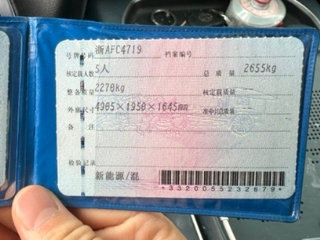 号牌号码 浙AFC4719 档案编号
核定载人数 5人 总质量 2655kg
整备质量 2270kg 核定载质量
外廓尺寸 4905×1950×1645mm 准牵引总质量
备注
检验记录
新能源/混
*3320055232679*